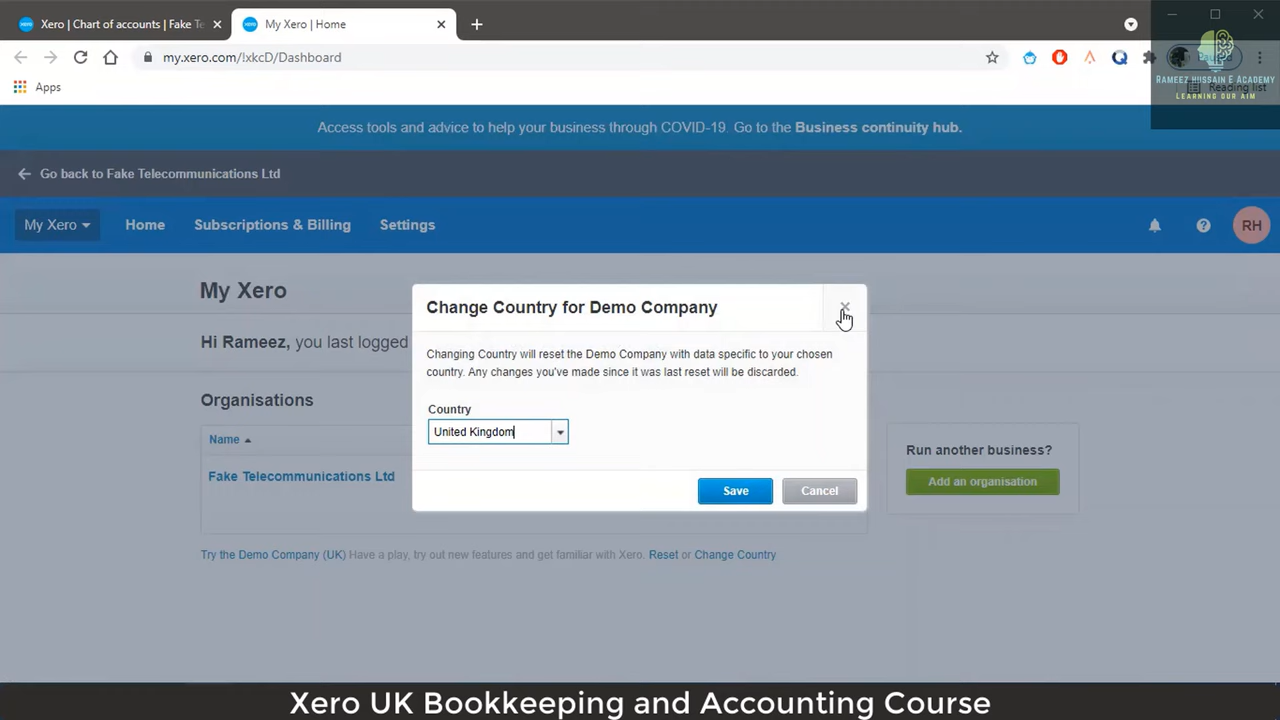 Xero | Chart of accounts | Fake Te
My Xero | Home
my.xero.com/!xkcD/Dashboard
Apps
Reading list
RAMEEZ HUSSAIN E ACADEMY
LEARNING OUR AIM
Access tools and advice to help your business through COVID-19. Go to the Business continuity hub.
Go back to Fake Telecommunications Ltd
My Xero
Home
Subscriptions & Billing
Settings
RH
My Xero
Hi Rameez, you last logged
Change Country for Demo Company
Changing Country will reset the Demo Company with data specific to your chosen
country. Any changes you've made since it was last reset will be discarded.
Country
United Kingdom
Save
Cancel
Organisations
Name
Fake Telecommunications Ltd
Run another business?
Add an organisation
Try the Demo Company (UK) Have a play, try out new features and get familiar with Xero. Reset or Change Country
Xero UK Bookkeeping and Accounting Course